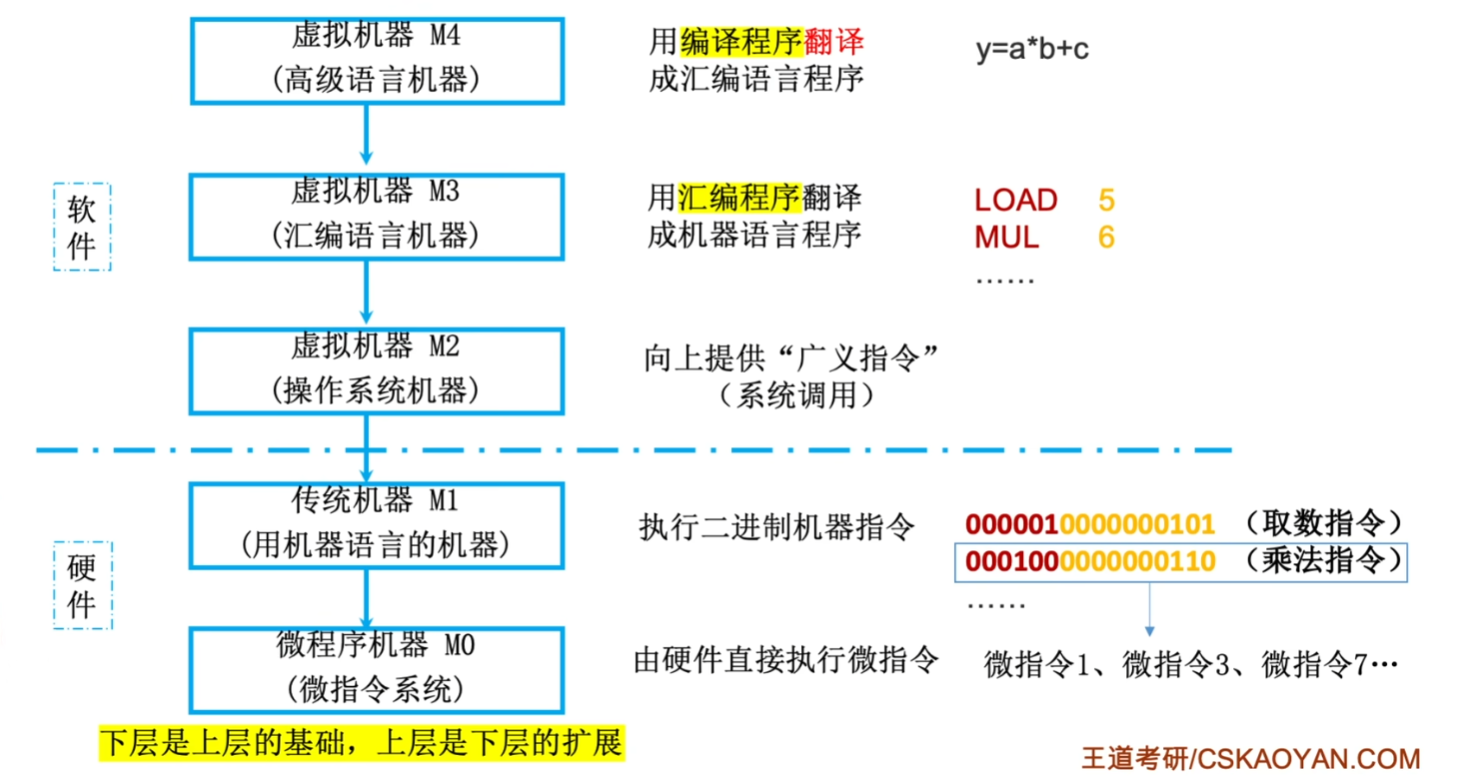 虚拟机器 M4
(高级语言机器)
用编译程序翻译
成汇编语言程序
y=a*b+c
软
件
虚拟机器 M3
(汇编语言机器)
用汇编程序翻译
成机器语言程序
LOAD 5
MUL 6
……
虚拟机器 M2
(操作系统机器)
向上提供“广义指令”
（系统调用）
硬
件
传统机器 M1
(用机器语言的机器)
执行二进制机器指令
0000010000000101 （取数指令）
0001000000000110 （乘法指令）
……
微程序机器 M0
(微指令系统)
由硬件直接执行微指令
微指令1、微指令3、微指令7…
下层是上层的基础，上层是下层的扩展
王道考研/CSKAOYAN.COM